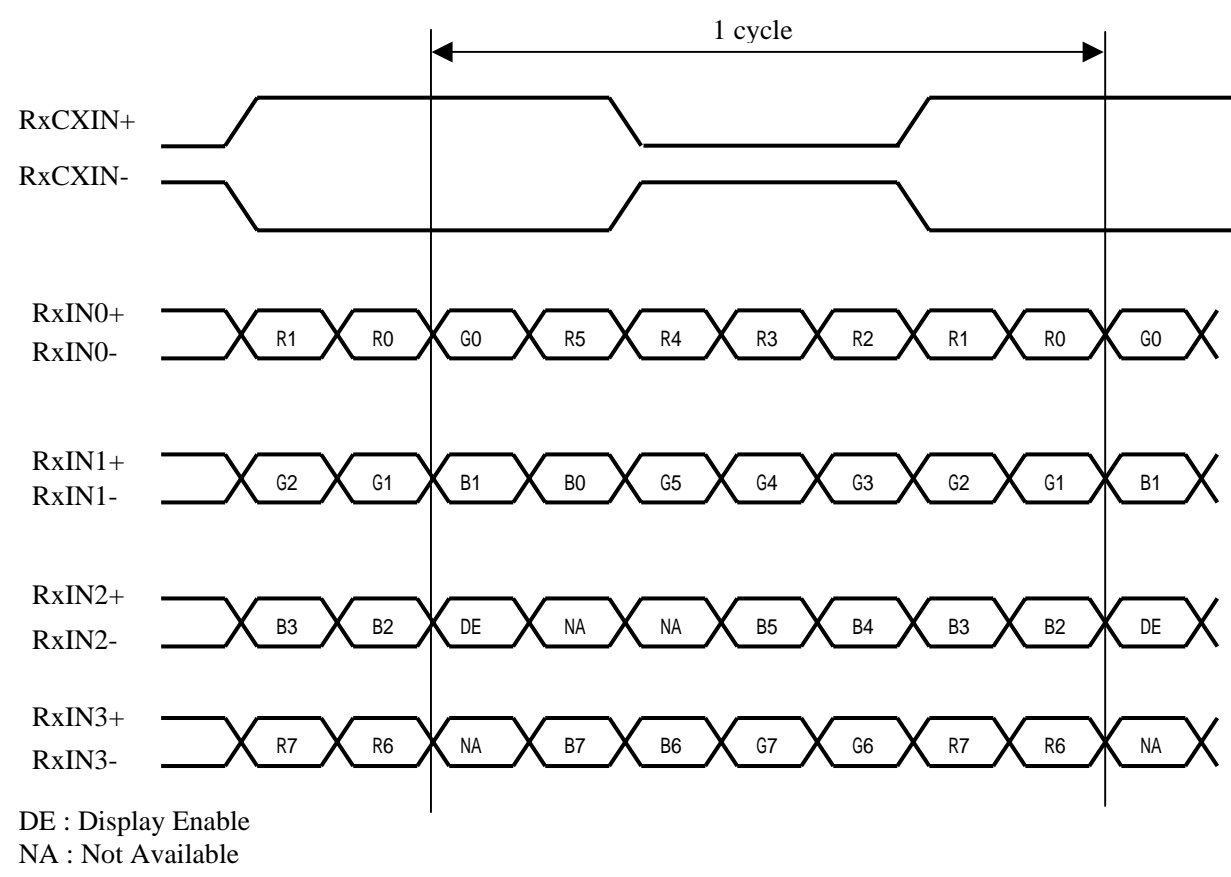 1 cycle
RxCXIN+
RxCXIN-
RxIN0+
RxIN0-
R1 R0 G0 R5 R4 R3 R2 R1 R0 G0
RxIN1+
RxIN1-
G2 G1 B1 B0 G5 G4 G3 G2 G1 B1
RxIN2+
RxIN2-
B3 B2 DE NA NA B5 B4 B3 B2 DE
RxIN3+
RxIN3-
R7 R6 NA B7 B6 G7 G6 R7 R6 NA
DE : Display Enable
NA : Not Available